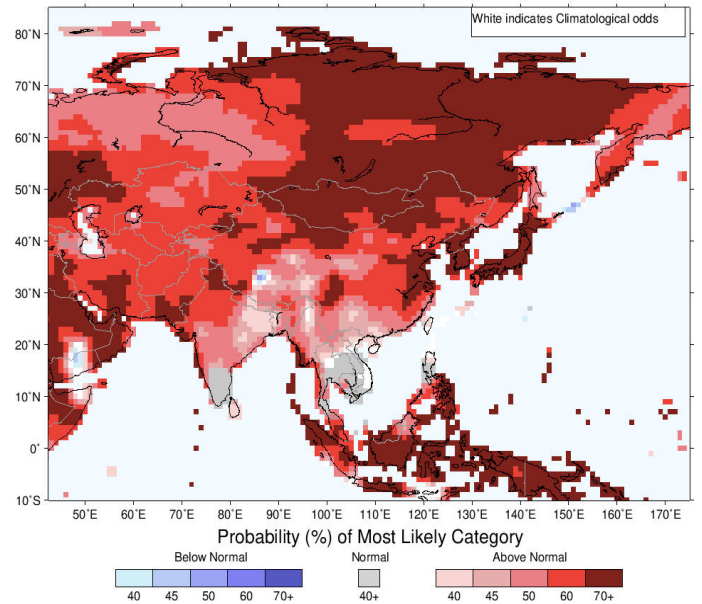 White indicates Climatological odds
80°N
70°N
60°N
50°N
40°N
30°N
20°N
10°N
0°
10°S
50°E 60°E 70°E 80°E 90°E 100°E 110°E 120°E 130°E 140°E 150°E 160°E 170°E
Probability (%) of Most Likely Category
Below Normal Normal Above Normal
40 45 50 60 70+ 40+ 40 45 50 60 70+